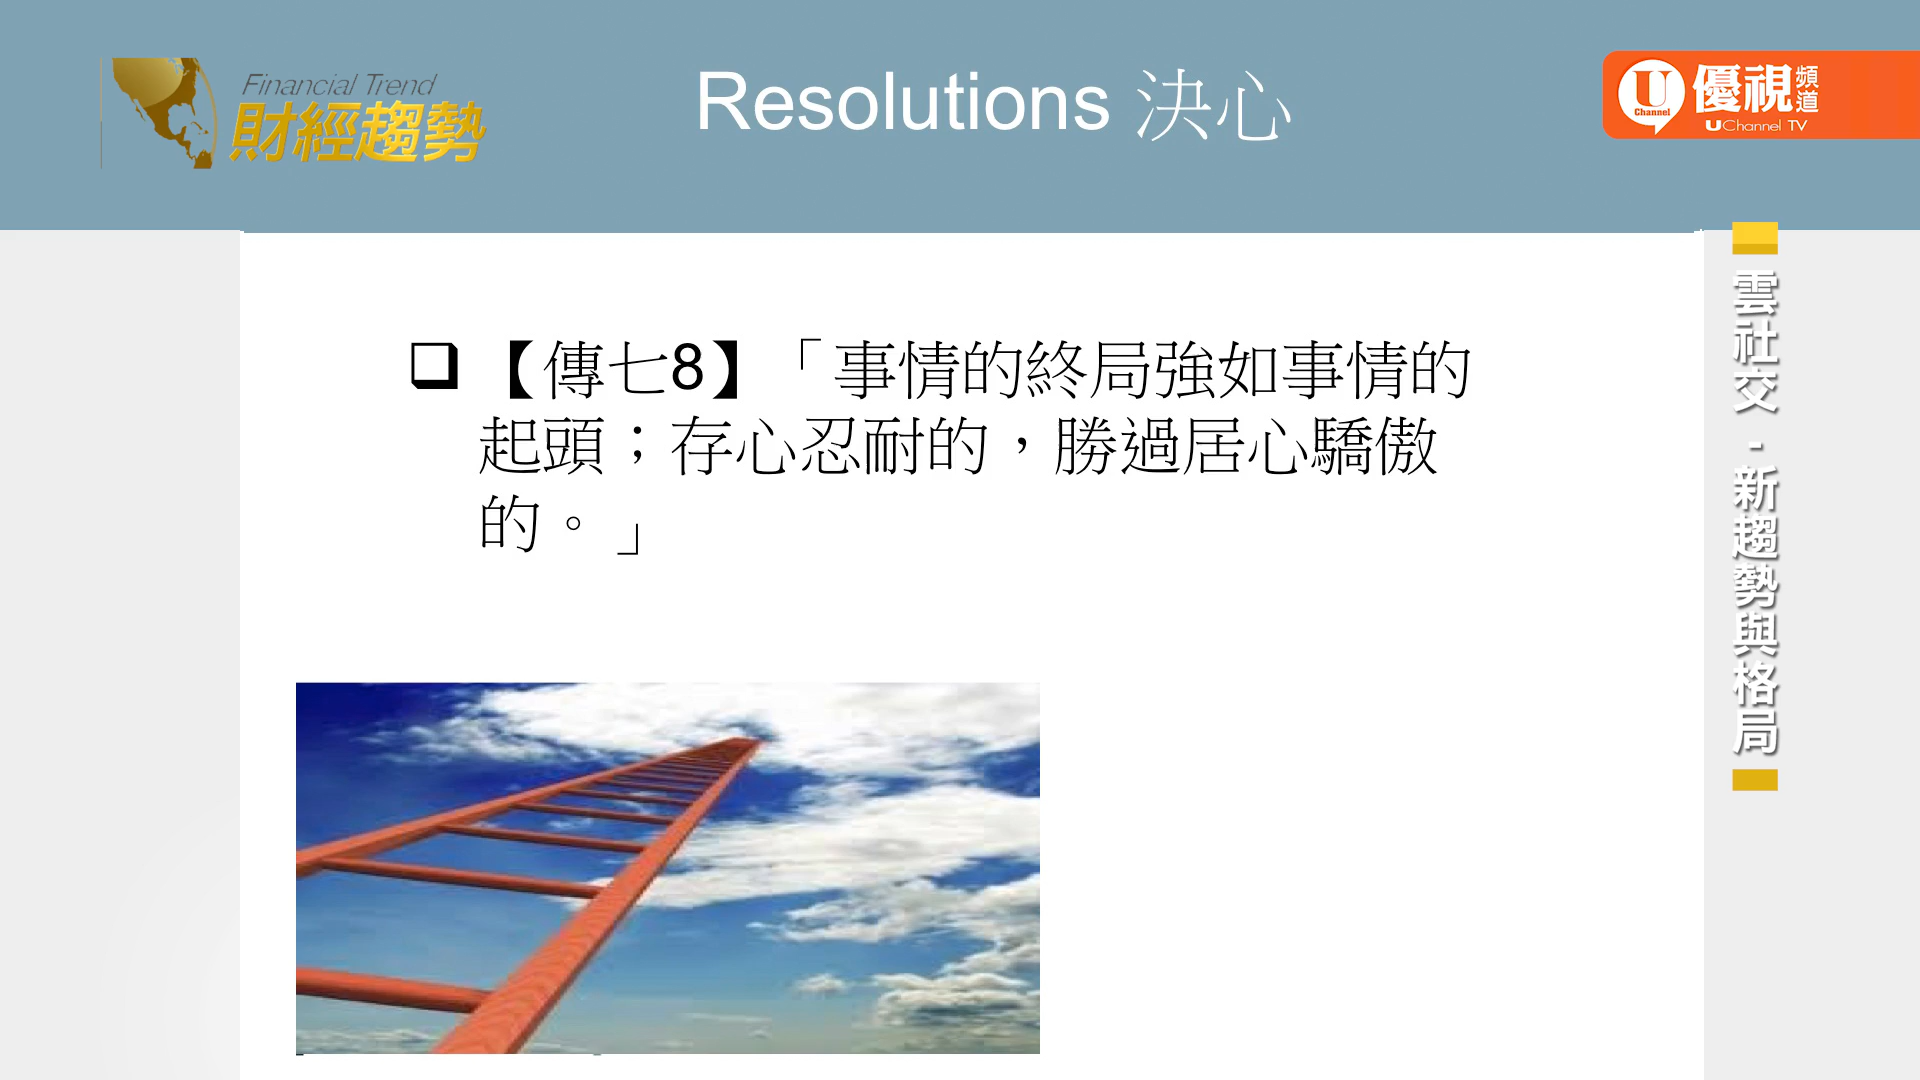 Financial Trend
財經趨勢
Resolutions 決心
U
Channel
優視頻道
UChannel TV
【傳七8】「事情的終局強如事情的
起頭；存心忍耐的，勝過居心驕傲
的。」
雲社交-新趨勢與格局